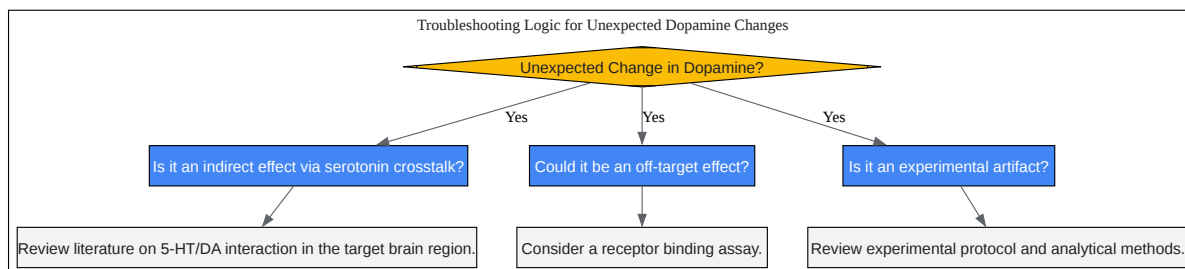 Troubleshooting Logic for Unexpected Dopamine Changes
Unexpected Change in Dopamine?
Yes
Yes
Yes
Is it an indirect effect via serotonin crosstalk?
Could it be an off-target effect?
Is it an experimental artifact?
Review literature on 5-HT/DA interaction in the target brain region.
Consider a receptor binding assay.
Review experimental protocol and analytical methods.